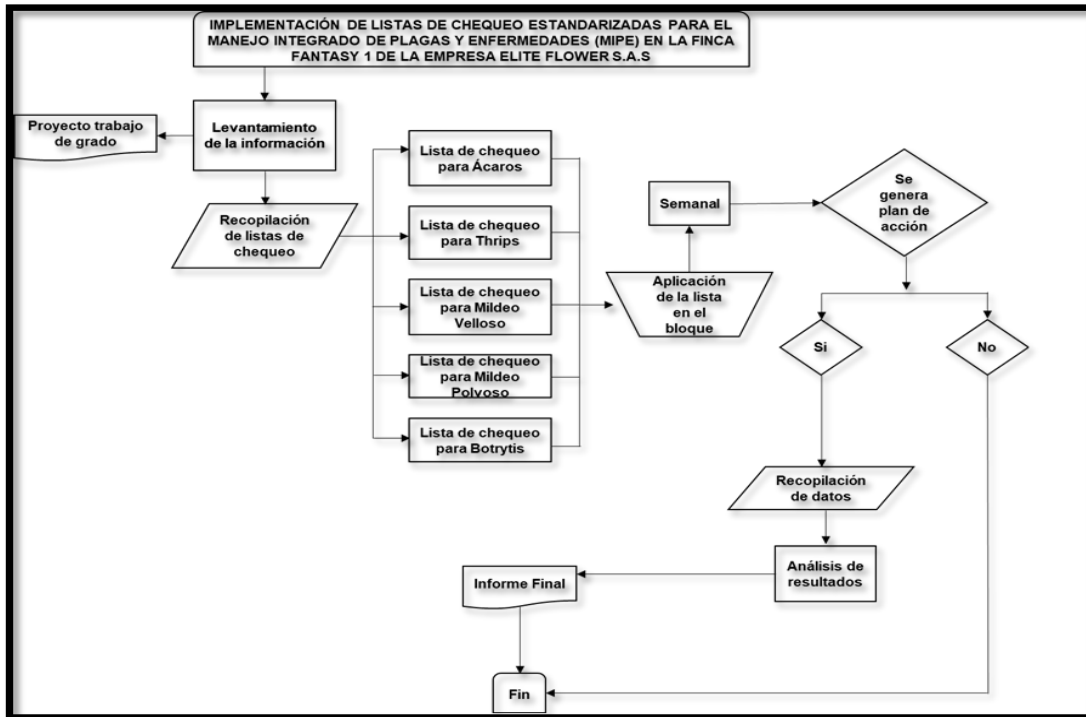 IMPLEMENTACIÓN DE LISTAS DE CHEQUEO ESTANDARIZADAS PARA EL
MANEJO INTEGRADO DE PLAGAS Y ENFERMEDADES (MIPE) EN LA FINCA
FANTASY 1 DE LA EMPRESA ELITE FLOWER S.A.S
Proyecto trabajo
de grado
Levantamiento
de la información
Recopilación
de listas de
chequeo
Lista de chequeo
para Ácaros
Lista de chequeo
para Thrips
Lista de chequeo
para Mildeo
Velloso
Lista de chequeo
para Mildeo
Polvoso
Lista de chequeo
para Botrytis
Aplicación
de la lista
en el
bloque
Semanal
Se
genera
plan de
acción
Si
No
Recopilación
de datos
Análisis de
resultados
Informe Final
Fin